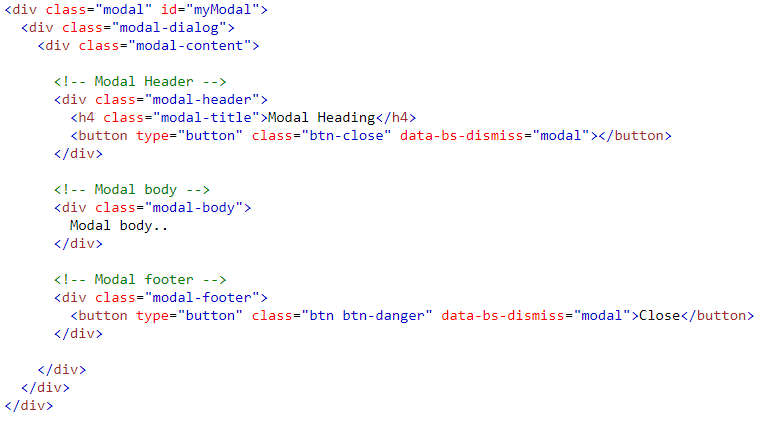 <div class="modal" id="myModal">
  <div class="modal-dialog">
    <div class="modal-content">

      <!-- Modal Header -->
      <div class="modal-header">
        <h4 class="modal-title">Modal Heading</h4>
        <button type="button" class="btn-close" data-bs-dismiss="modal"></button>
      </div>

      <!-- Modal body -->
      <div class="modal-body">
        Modal body..
      </div>

      <!-- Modal footer -->
      <div class="modal-footer">
        <button type="button" class="btn btn-danger" data-bs-dismiss="modal">Close</button>
      </div>

    </div>
  </div>
</div>